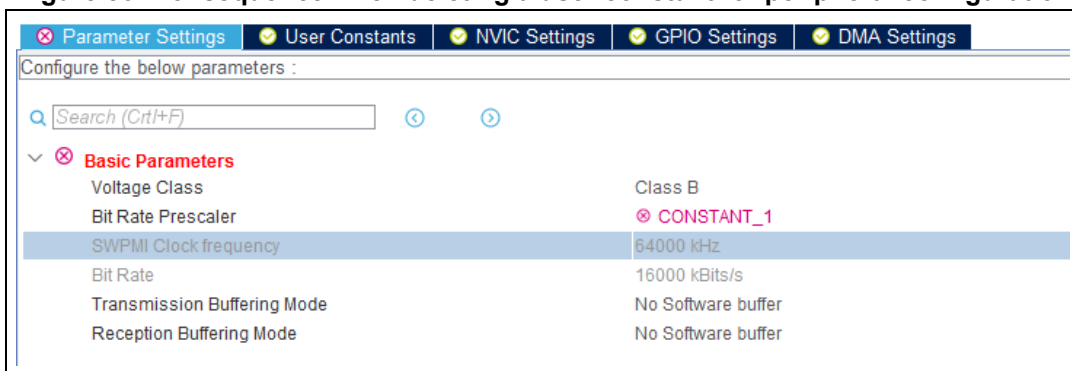 Parameter Settings User Constants NVIC Settings GPIO Settings DMA Settings
Configure the below parameters :
Search (Crtl+F)
Basic Parameters
Voltage Class Class B
Bit Rate Prescaler CONSTANT_1
SWPMI Clock frequency 64000 kHz
Bit Rate 16000 kBits/s
Transmission Buffering Mode No Software buffer
Reception Buffering Mode No Software buffer